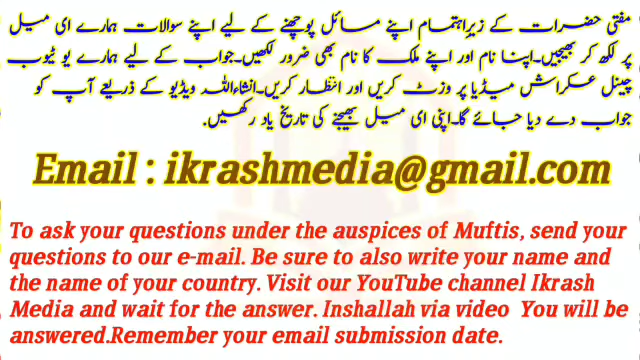 مفتی حضرات کے زیرِاہتمام اپنے مسائل پوچھنے کے لیے اپنے سوالات ہمارے ای میل
پر لکھ کر بھیجیں۔اپنا نام اور اپنے ملک کا نام بھی ضرور لکھیں۔جواب کے لیے ہمارے یو ٹیوب
چینل عکراش میڈیا پر وزٹ کریں اور انتظار کریں۔انشاءاللہ ویڈیو کے ذریعے آپ کو
جواب دے دیا جائے گا۔اپنی ای میل بھیجنے کی تاریخ یاد رکھیں.
Email : ikrashmedia@gmail.com
To ask your questions under the auspices of Muftis, send your
questions to our e-mail. Be sure to also write your name and
the name of your country. Visit our YouTube channel Ikrash
Media and wait for the answer. Inshallah via video You will be
answered.Remember your email submission date.